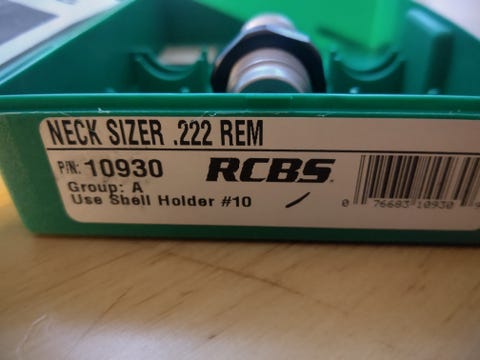 NECK SIZER .222 REM
P/N: 10930
RCBS.
Group: A
Use Shell Holder #10
0 76683 10930